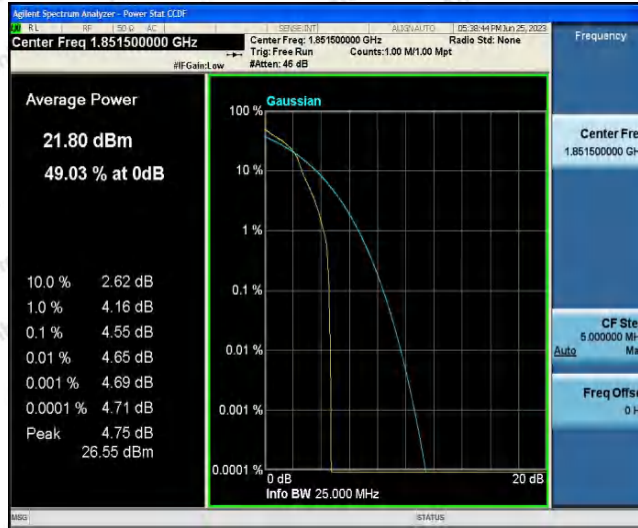 Agilent Spectrum Analyzer - Power Stat CCDF
RL RF 50 Ω AC SENSE:INT ALIGN AUTO 05:38:44 PM Jun 25, 2023
Center Freq 1.851500000 GHz
Center Freq: 1.851500000 GHz Radio Std: None
Trig: Free Run Counts:1.00 M/1.00 Mpt
#IFGain:Low #Atten: 46 dB
Frequency
Average Power
21.80 dBm
49.03 % at 0dB
10.0 % 2.62 dB
1.0 % 4.16 dB
0.1 % 4.55 dB
0.01 % 4.65 dB
0.001 % 4.69 dB
0.0001 % 4.71 dB
Peak 4.75 dB
26.55 dBm
Gaussian
100 %
10 %
1 %
0.1 %
0.01 %
0.001 %
0.0001 %
0 dB 20 dB
Info BW 25.000 MHz
Center Fre
1.851500000 GH
CF Ste
5.000000 MH
Auto Ma
Freq Offse
0 H
MSG STATUS